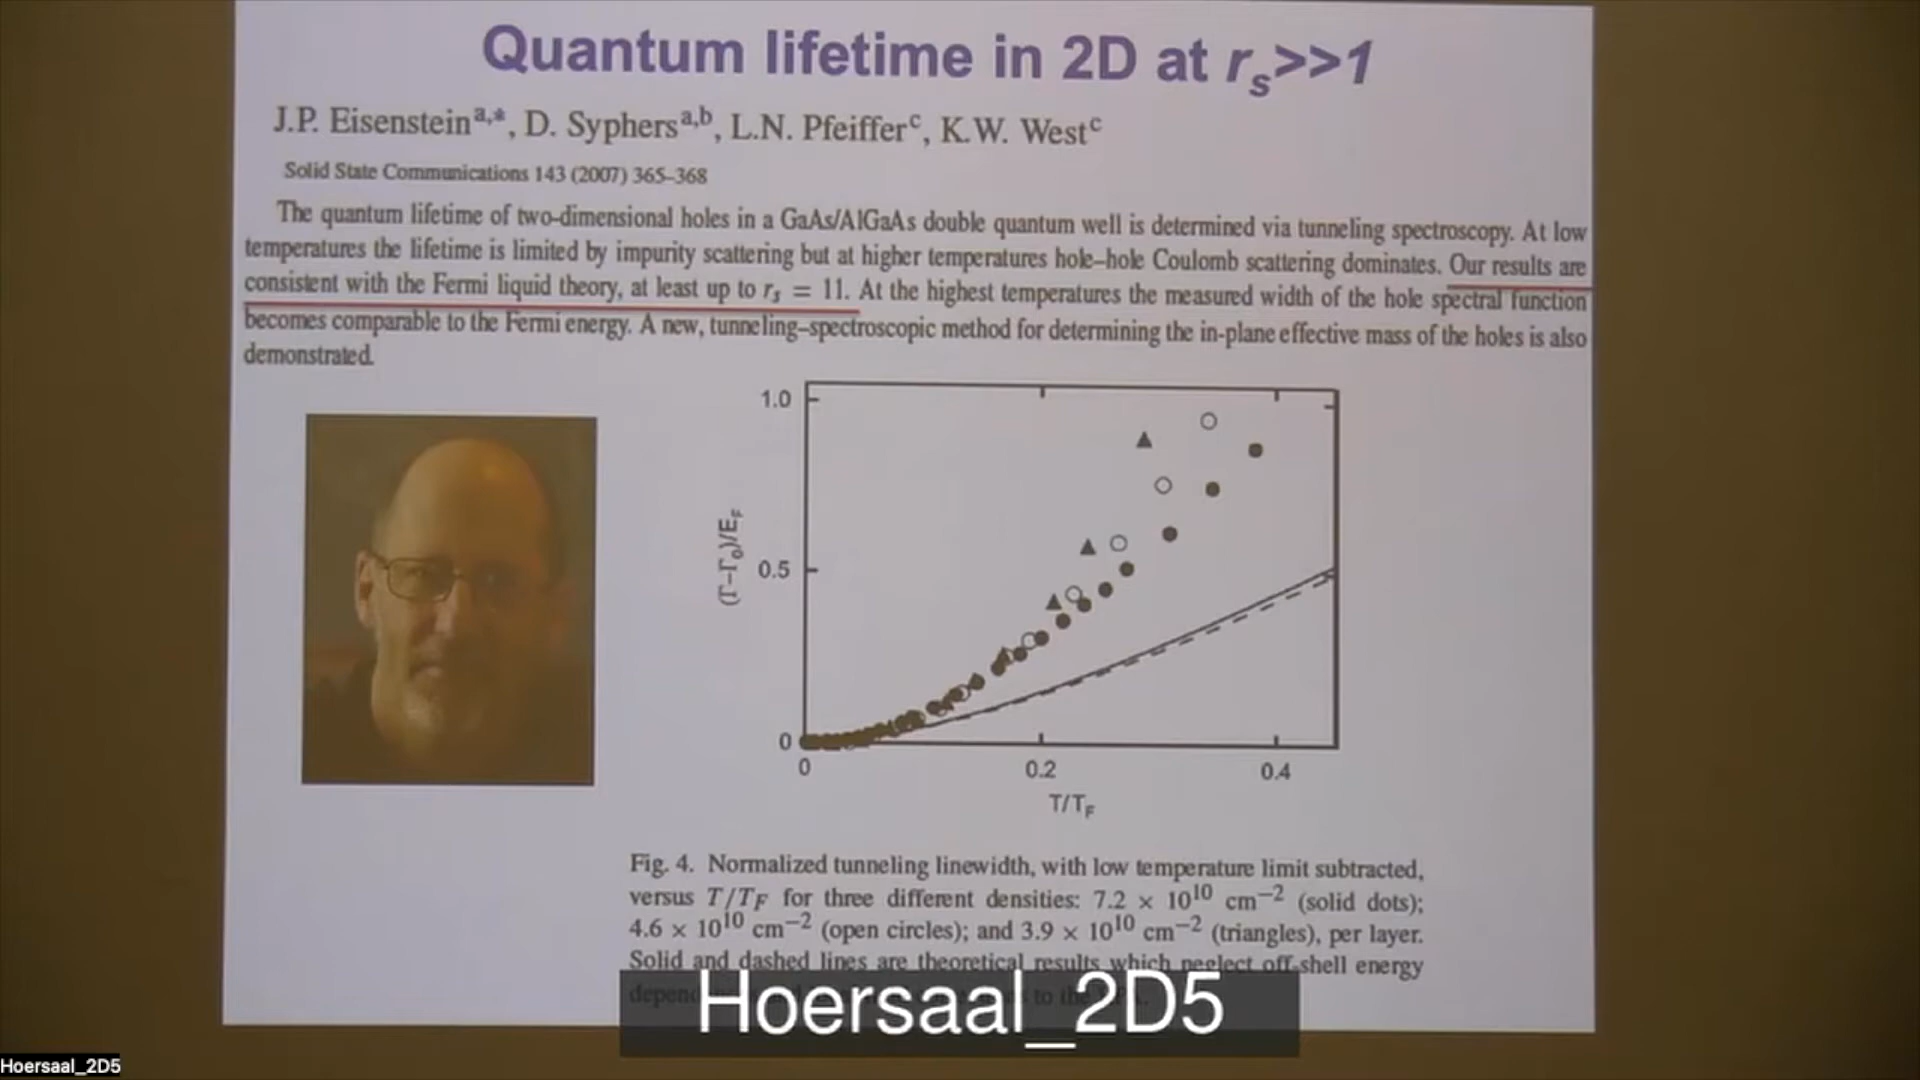 Quantum lifetime in 2D at rs>>1
J.P. Eisenstein a,*, D. Syphers a,b, L.N. Pfeiffer c, K.W. West c
Solid State Communications 143 (2007) 365–368
The quantum lifetime of two-dimensional holes in a GaAs/AlGaAs double quantum well is determined via tunneling spectroscopy. At low
temperatures the lifetime is limited by impurity scattering but at higher temperatures hole–hole Coulomb scattering dominates. Our results are
consistent with the Fermi liquid theory, at least up to rs = 11. At the highest temperatures the measured width of the hole spectral function
becomes comparable to the Fermi energy. A new, tunneling–spectroscopic method for determining the in-plane effective mass of the holes is also
demonstrated.
1.0
0.5
0
(Γ–Γ0)/EF
0 0.2 0.4
T/TF
Fig. 4. Normalized tunneling linewidth, with low temperature limit subtracted,
versus T/TF for three different densities: 7.2 × 10^10 cm^−2 (solid dots);
4.6 × 10^10 cm^−2 (open circles); and 3.9 × 10^10 cm^−2 (triangles), per layer.
Solid and dashed lines are theoretical results which neglect off-shell energy
Hoersaal_2D5
Hoersaal_2D5